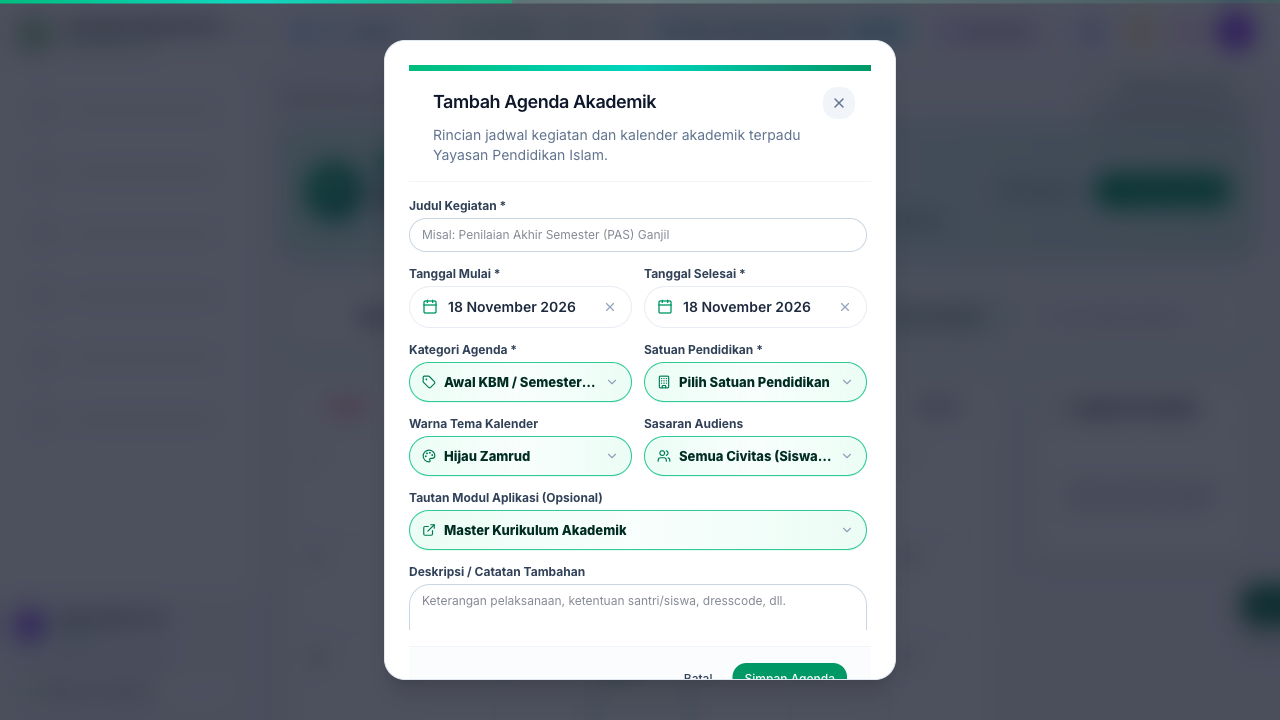 Tambah Agenda Akademik
Rincian jadwal kegiatan dan kalender akademik terpadu
Yayasan Pendidikan Islam.
Judul Kegiatan *
Misal: Penilaian Akhir Semester (PAS) Ganjil
Tanggal Mulai * Tanggal Selesai *
18 November 2026 18 November 2026
Kategori Agenda * Satuan Pendidikan *
Awal KBM / Semester... Pilih Satuan Pendidikan
Warna Tema Kalender Sasaran Audiens
Hijau Zamrud Semua Civitas (Siswa...
Tautan Modul Aplikasi (Opsional)
Master Kurikulum Akademik
Deskripsi / Catatan Tambahan
Keterangan pelaksanaan, ketentuan santri/siswa, dresscode, dll.
Batal Simpan Agenda